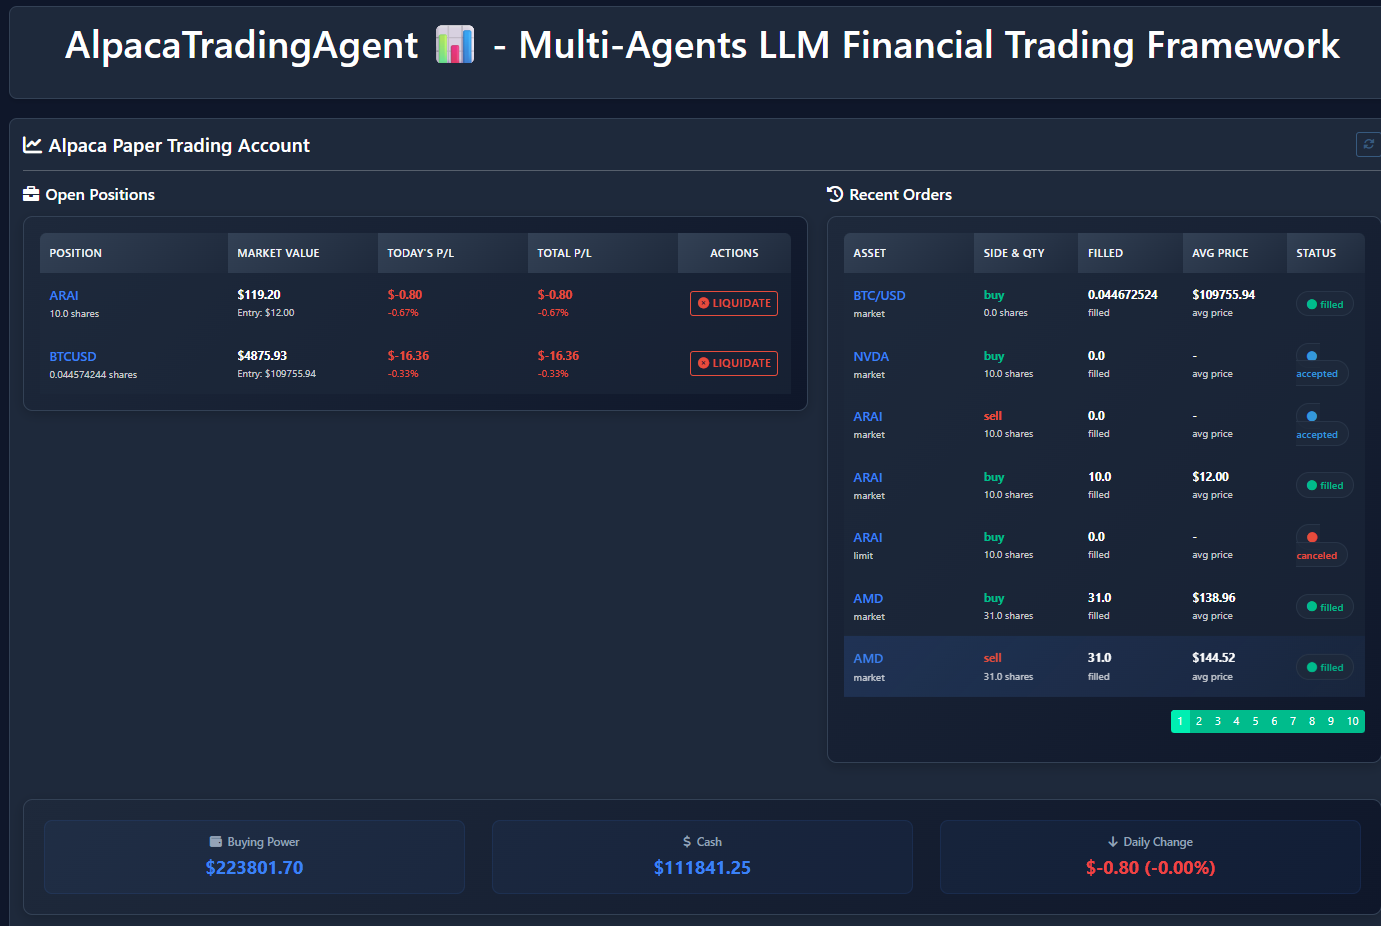 AlpacaTradingAgent 📊 - Multi-Agents LLM Financial Trading Framework
Alpaca Paper Trading Account
Open Positions
POSITION MARKET VALUE TODAY'S P/L TOTAL P/L ACTIONS
ARAI $119.20 $-0.80 $-0.80 LIQUIDATE
10.0 shares Entry: $12.00 -0.67% -0.67%
BTCUSD $4875.93 $-16.36 $-16.36 LIQUIDATE
0.044574244 shares Entry: $109755.94 -0.33% -0.33%
Recent Orders
ASSET SIDE & QTY FILLED AVG PRICE STATUS
BTC/USD buy 0.044672524 $109755.94 filled
market 0.0 shares filled avg price
NVDA buy 0.0 - accepted
market 10.0 shares filled avg price
ARAI sell 0.0 - accepted
market 10.0 shares filled avg price
ARAI buy 10.0 $12.00 filled
market 10.0 shares filled avg price
ARAI buy 0.0 - canceled
limit 10.0 shares filled avg price
AMD buy 31.0 $138.96 filled
market 31.0 shares filled avg price
AMD sell 31.0 $144.52 filled
market 31.0 shares filled avg price
1 2 3 4 5 6 7 8 9 10
Buying Power
$223801.70
$ Cash
$111841.25
Daily Change
$-0.80 (-0.00%)